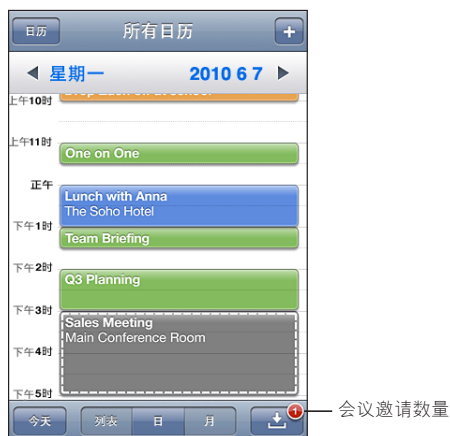 日历 所有日历 +
星期一 2010 6 7
上午10时
上午11时
One on One
正午
Lunch with Anna
The Soho Hotel
下午1时
Team Briefing
下午2时
Q3 Planning
下午3时
Sales Meeting
Main Conference Room
下午4时
下午5时
今天 列表 日 月 1
会议邀请数量